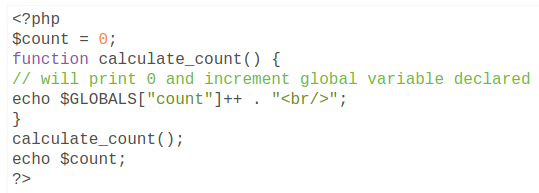 <?php
$count = 0;
function calculate_count() {
// will print 0 and increment global variable declared
echo $GLOBALS["count"]++ . "<br/>";
}
calculate_count();
echo $count;
?>